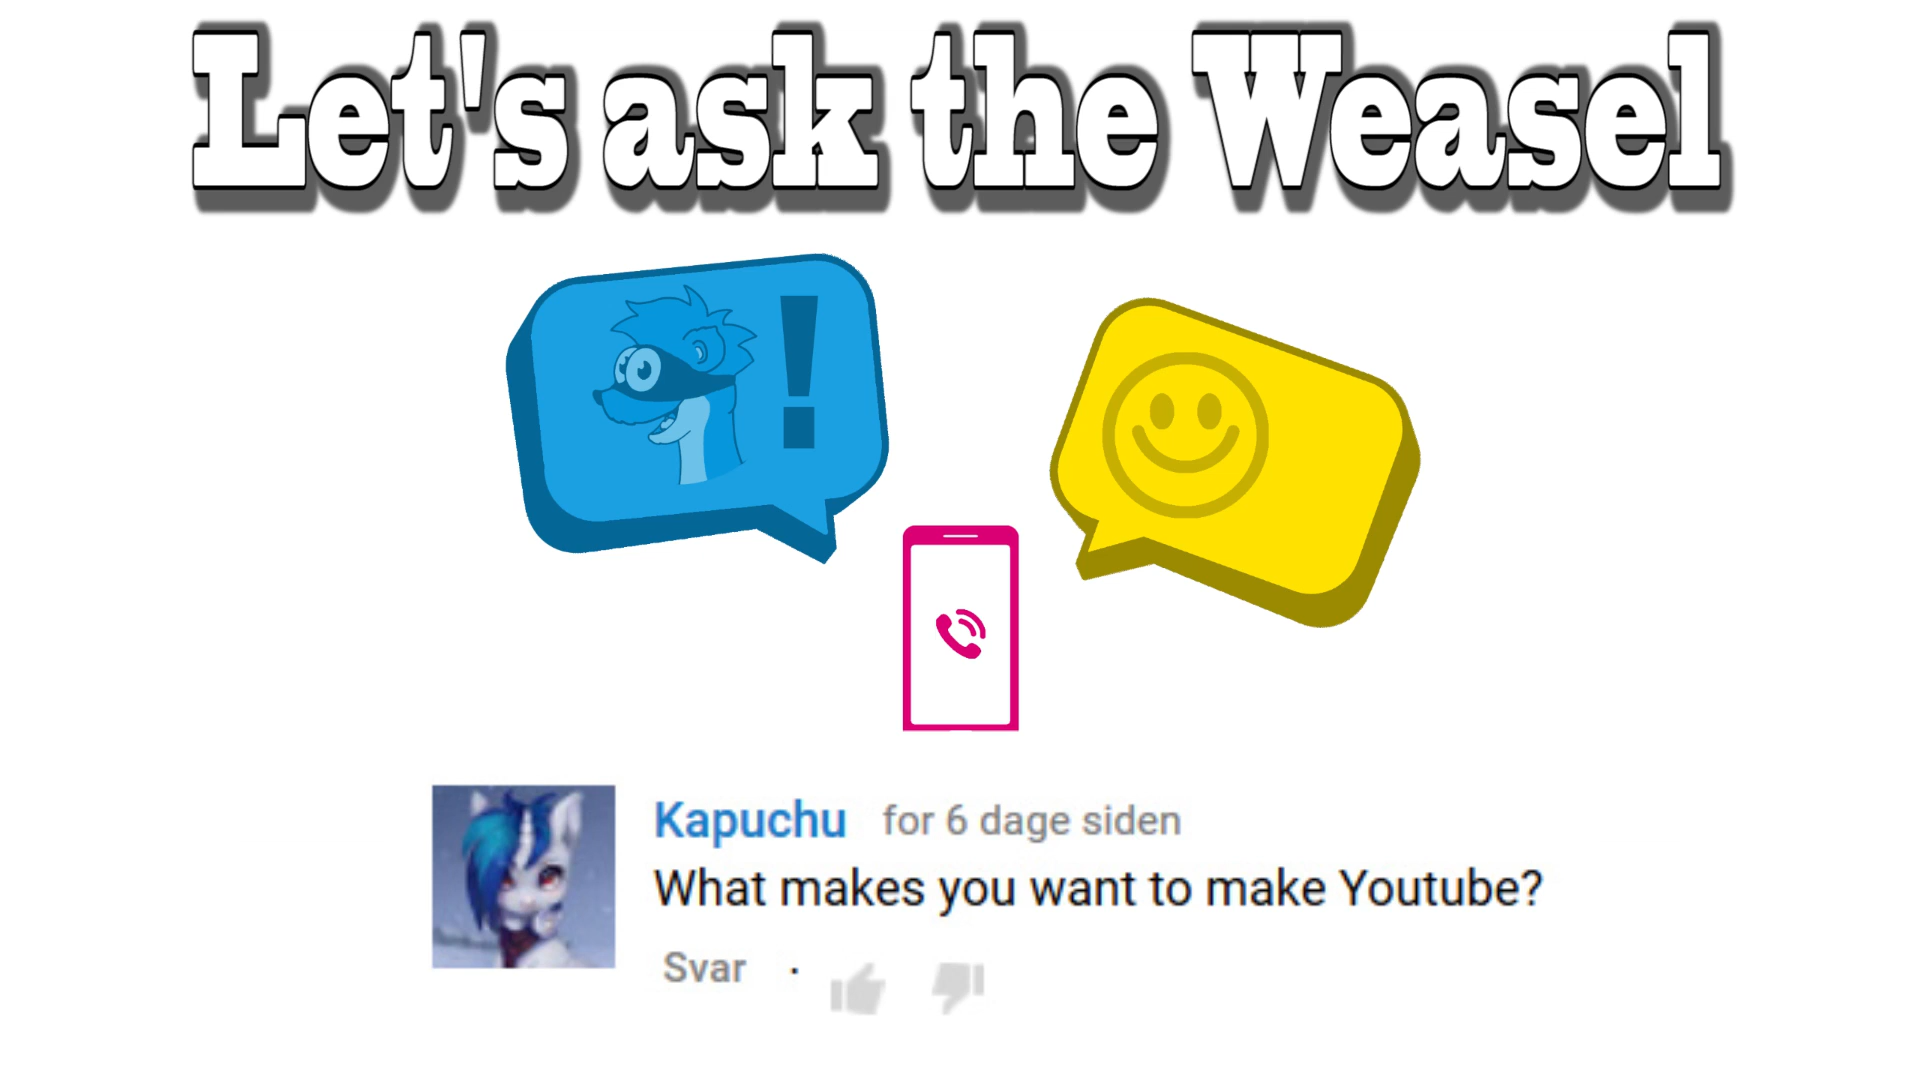 Let's ask the Weasel
!
Kapuchu for 6 dage siden
What makes you want to make Youtube?
Svar ·